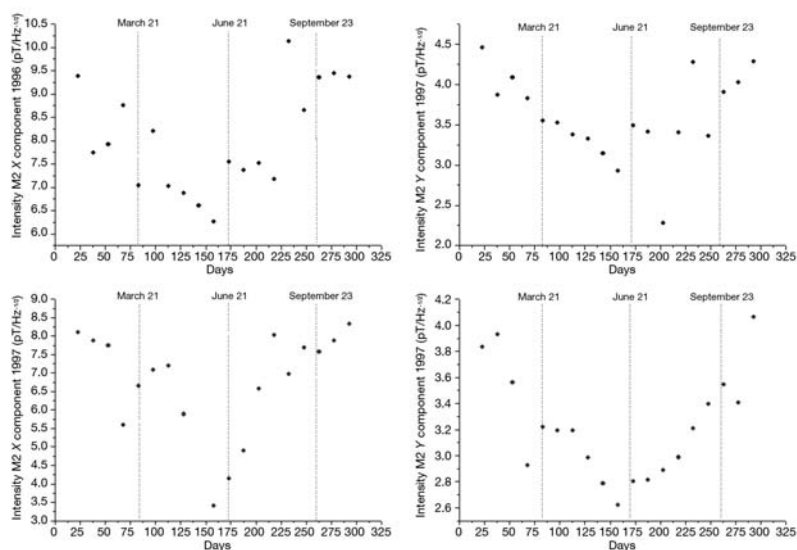 Intensity M2 X component 1996 (pT/Hz⁻¹/²)
10.5
10.0
9.5
9.0
8.5
8.0
7.5
7.0
6.5
6.0
March 21
June 21
September 23
0 25 50 75 100 125 150 175 200 225 250 275 300 325
Days
Intensity M2 Y component 1997 (pT/Hz⁻¹/²)
4.5
4.0
3.5
3.0
2.5
2.0
March 21
June 21
September 23
0 25 50 75 100 125 150 175 200 225 250 275 300 325
Days
Intensity M2 X component 1997 (pT/Hz⁻¹/²)
9.0
8.5
8.0
7.5
7.0
6.5
6.0
5.5
5.0
4.5
4.0
3.5
3.0
March 21
June 21
September 23
0 25 50 75 100 125 150 175 200 225 250 275 300 325
Days
Intensity M2 Y component 1997 (pT/Hz⁻¹/²)
4.2
4.0
3.8
3.6
3.4
3.2
3.0
2.8
2.6
March 21
June 21
September 23
0 25 50 75 100 125 150 175 200 225 250 275 300 325
Days